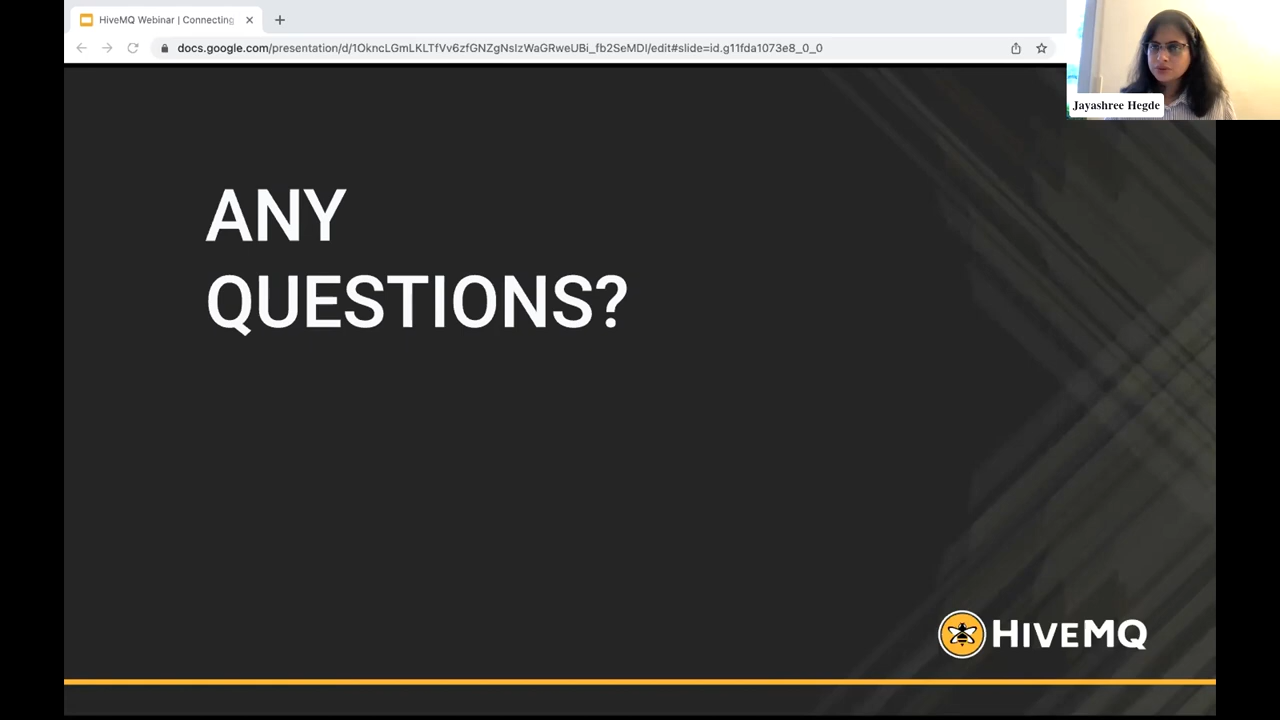 HiveMQ Webinar | Connecting
docs.google.com/presentation/d/1OkncLGmLKLTfVv6zfGNZgNsIzWaGRweUBi_fb2SeMDI/edit#slide=id.g11fda1073e8_0_0
Jayashree Hegde
ANY
QUESTIONS?
HIVEMQ